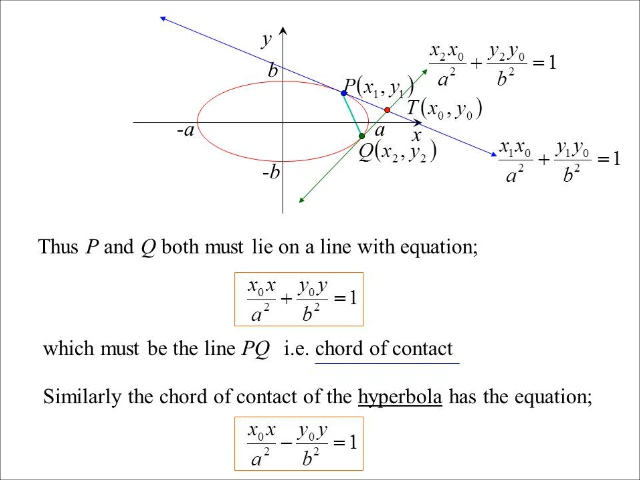 y
b
P(x₁, y₁)
x₂x₀/a² + y₂y₀/b² = 1
T(x₀, y₀)
-a
a
x
Q(x₂, y₂)
x₁x₀/a² + y₁y₀/b² = 1
-b
Thus P and Q both must lie on a line with equation;
x₀x/a² + y₀y/b² = 1
which must be the line PQ i.e. chord of contact
Similarly the chord of contact of the hyperbola has the equation;
x₀x/a² − y₀y/b² = 1